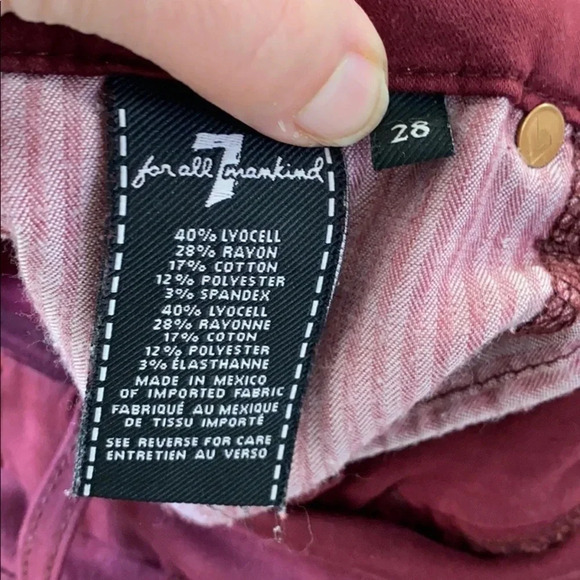 for all 7 mankind
28
40% LYOCELL
28% RAYON
17% COTTON
12% POLYESTER
3% SPANDEX
40% LYOCELL
28% RAYONNE
17% COTON
12% POLYESTER
3% ÉLASTHANNE
MADE IN MEXICO
OF IMPORTED FABRIC
FABRIQUÉ AU MEXIQUE
DE TISSU IMPORTÉ
SEE REVERSE FOR CARE
ENTRETIEN AU VERSO